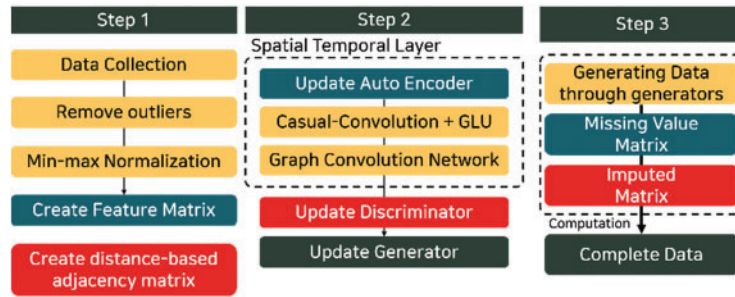 Step 1
Data Collection
Remove outliers
Min-max Normalization
Create Feature Matrix
Create distance-based
adjacency matrix
Step 2
Spatial Temporal Layer
Update Auto Encoder
Casual-Convolution + GLU
Graph Convolution Network
Update Discriminator
Update Generator
Step 3
Generating Data
through generators
Missing Value
Matrix
Imputed
Matrix
Computation
Complete Data